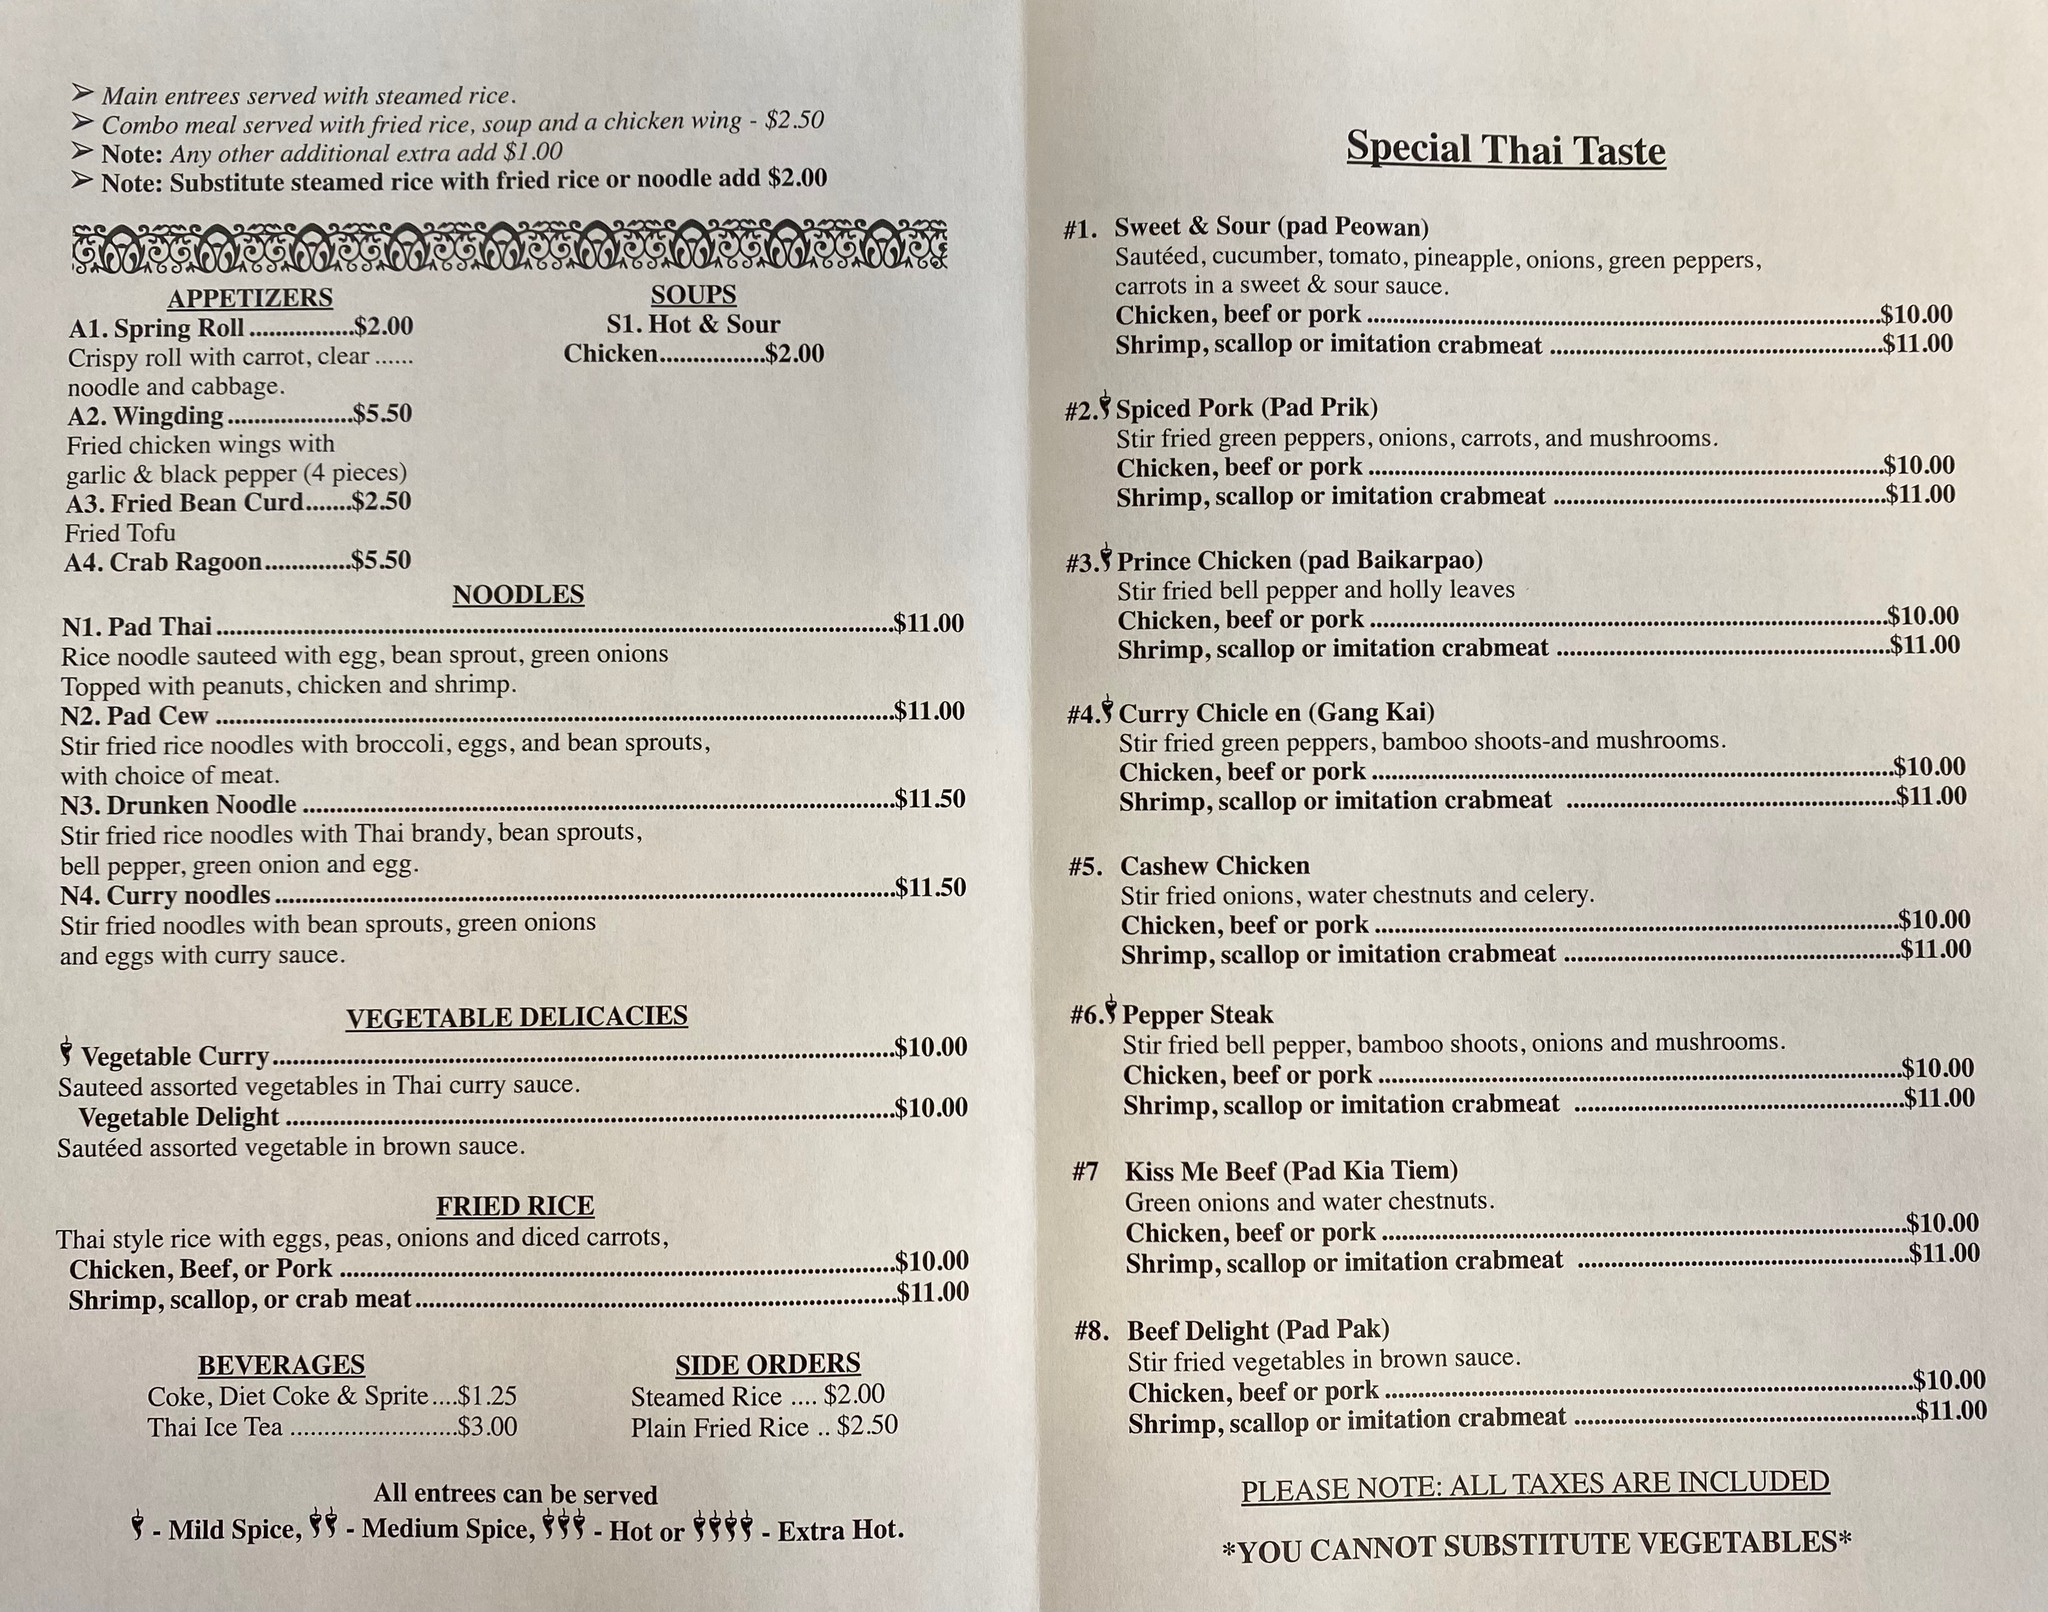 ➢ Main entrees served with steamed rice.
➢ Combo meal served with fried rice, soup and a chicken wing - $2.50
➢ Note: Any other additional extra add $1.00
➢ Note: Substitute steamed rice with fried rice or noodle add $2.00
APPETIZERS
A1. Spring Roll ................$2.00
Crispy roll with carrot, clear ......
noodle and cabbage.
A2. Wingding ...................$5.50
Fried chicken wings with
garlic & black pepper (4 pieces)
A3. Fried Bean Curd.......$2.50
Fried Tofu
A4. Crab Ragoon.............$5.50
SOUPS
S1. Hot & Sour
Chicken................$2.00
NOODLES
N1. Pad Thai ..........$11.00
Rice noodle sauteed with egg, bean sprout, green onions
Topped with peanuts, chicken and shrimp.
N2. Pad Cew ..........$11.00
Stir fried rice noodles with broccoli, eggs, and bean sprouts,
with choice of meat.
N3. Drunken Noodle ..........$11.50
Stir fried rice noodles with Thai brandy, bean sprouts,
bell pepper, green onion and egg.
N4. Curry noodles ..........$11.50
Stir fried noodles with bean sprouts, green onions
and eggs with curry sauce.
VEGETABLE DELICACIES
Vegetable Curry ..........$10.00
Sauteed assorted vegetables in Thai curry sauce.
Vegetable Delight ..........$10.00
Sautéed assorted vegetable in brown sauce.
FRIED RICE
Thai style rice with eggs, peas, onions and diced carrots,
Chicken, Beef, or Pork ..........$10.00
Shrimp, scallop, or crab meat ..........$11.00
BEVERAGES
Coke, Diet Coke & Sprite....$1.25
Thai Ice Tea ........................$3.00
SIDE ORDERS
Steamed Rice .... $2.00
Plain Fried Rice .. $2.50
All entrees can be served
- Mild Spice, - Medium Spice, - Hot or - Extra Hot.
Special Thai Taste
#1. Sweet & Sour (pad Peowan)
Sautéed, cucumber, tomato, pineapple, onions, green peppers,
carrots in a sweet & sour sauce.
Chicken, beef or pork ..........$10.00
Shrimp, scallop or imitation crabmeat ..........$11.00
#2. Spiced Pork (Pad Prik)
Stir fried green peppers, onions, carrots, and mushrooms.
Chicken, beef or pork ..........$10.00
Shrimp, scallop or imitation crabmeat ..........$11.00
#3. Prince Chicken (pad Baikarpao)
Stir fried bell pepper and holly leaves
Chicken, beef or pork ..........$10.00
Shrimp, scallop or imitation crabmeat ..........$11.00
#4. Curry Chicle en (Gang Kai)
Stir fried green peppers, bamboo shoots-and mushrooms.
Chicken, beef or pork ..........$10.00
Shrimp, scallop or imitation crabmeat ..........$11.00
#5. Cashew Chicken
Stir fried onions, water chestnuts and celery.
Chicken, beef or pork ..........$10.00
Shrimp, scallop or imitation crabmeat ..........$11.00
#6. Pepper Steak
Stir fried bell pepper, bamboo shoots, onions and mushrooms.
Chicken, beef or pork ..........$10.00
Shrimp, scallop or imitation crabmeat ..........$11.00
#7 Kiss Me Beef (Pad Kia Tiem)
Green onions and water chestnuts.
Chicken, beef or pork ..........$10.00
Shrimp, scallop or imitation crabmeat ..........$11.00
#8. Beef Delight (Pad Pak)
Stir fried vegetables in brown sauce.
Chicken, beef or pork ..........$10.00
Shrimp, scallop or imitation crabmeat ..........$11.00
PLEASE NOTE: ALL TAXES ARE INCLUDED
*YOU CANNOT SUBSTITUTE VEGETABLES*